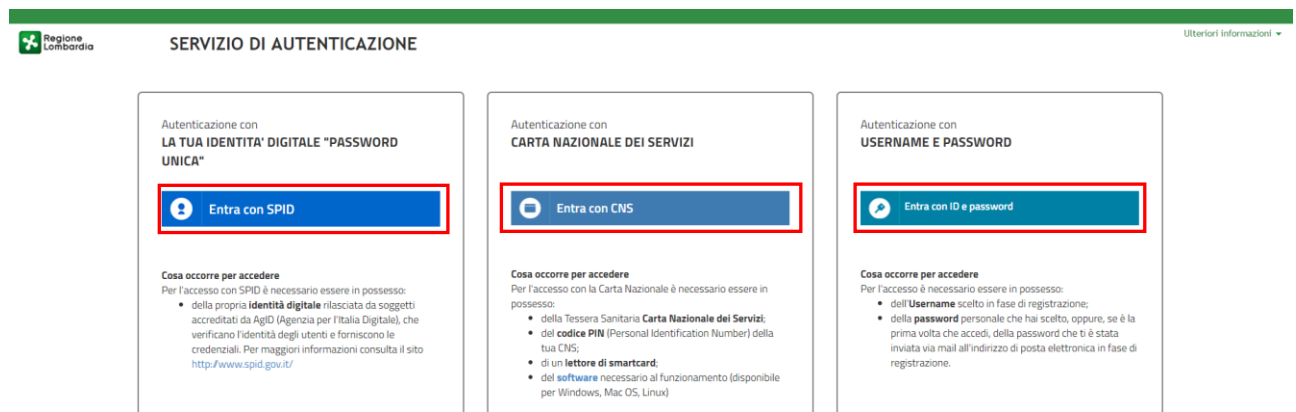 Regione
Lombardia
SERVIZIO DI AUTENTICAZIONE
Ulteriori informazioni
Autenticazione con
LA TUA IDENTITA' DIGITALE "PASSWORD
UNICA"
Entra con SPID
Cosa occorre per accedere
Per l'accesso con SPID è necessario essere in possesso:
della propria identità digitale rilasciata da soggetti
accreditati da AgID (Agenzia per l'Italia Digitale), che
verificano l'identità degli utenti e forniscono le
credenziali. Per maggiori informazioni consulta il sito
http://www.spid.gov.it/
Autenticazione con
CARTA NAZIONALE DEI SERVIZI
Entra con CNS
Cosa occorre per accedere
Per l'accesso con la Carta Nazionale è necessario essere in
possesso:
della Tessera Sanitaria Carta Nazionale dei Servizi;
del codice PIN (Personal Identification Number) della
tua CNS;
di un lettore di smartcard;
del software necessario al funzionamento (disponibile
per Windows, Mac OS, Linux)
Autenticazione con
USERNAME E PASSWORD
Entra con ID e password
Cosa occorre per accedere
Per l'accesso è necessario essere in possesso:
dell'Username scelto in fase di registrazione;
della password personale che hai scelto, oppure, se è la
prima volta che accedi, della password che ti è stata
inviata via mail all'indirizzo di posta elettronica in fase di
registrazione.